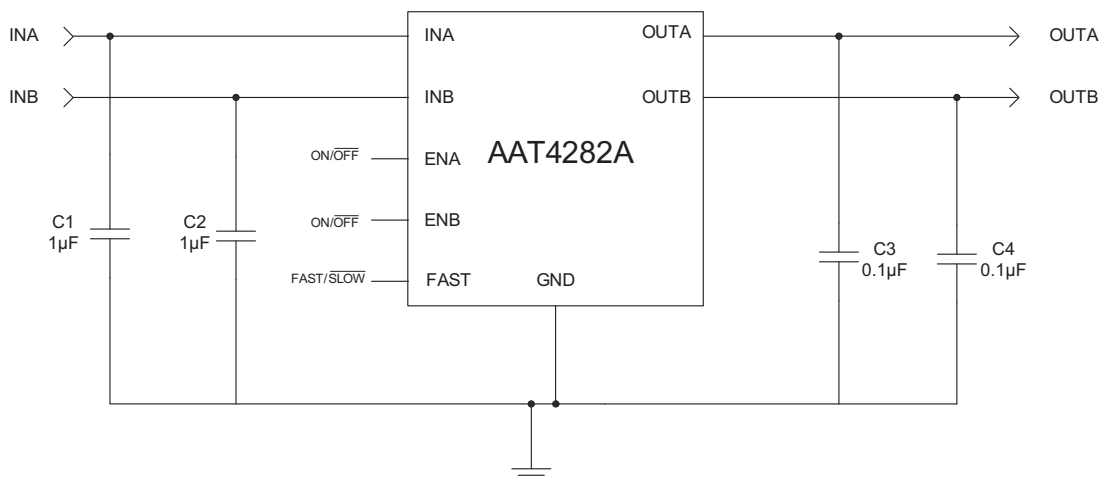 INA
INA
OUTA
OUTA
INB
INB
OUTB
OUTB
AAT4282A
ON/OFF
ENA
ON/OFF
ENB
C1
1µF
C2
1µF
C3
0.1µF
C4
0.1µF
FAST/SLOW
FAST
GND